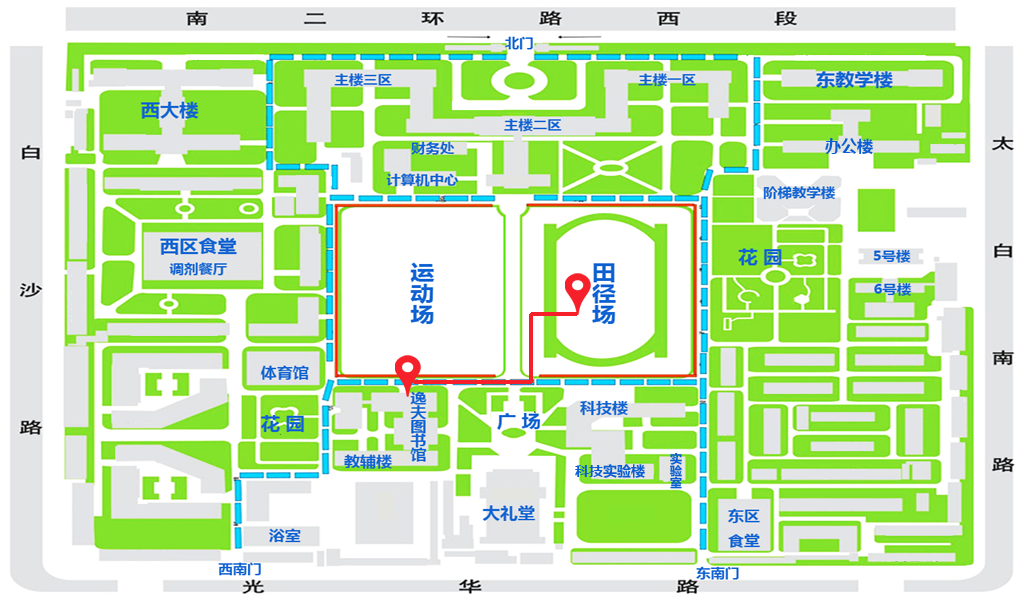 南二环路西段
北门
主楼三区
主楼一区
东教学楼
西大楼
主楼二区
财务处
办公楼
计算机中心
阶梯教学楼
白沙路
太白南路
西区食堂
调剂餐厅
运动场
田径场
花园
5号楼
6号楼
体育馆
花园
逸夫图书馆
广场
科技楼
教辅楼
科技实验楼
实验室
大礼堂
东区
食堂
浴室
西南门
东南门
光华路